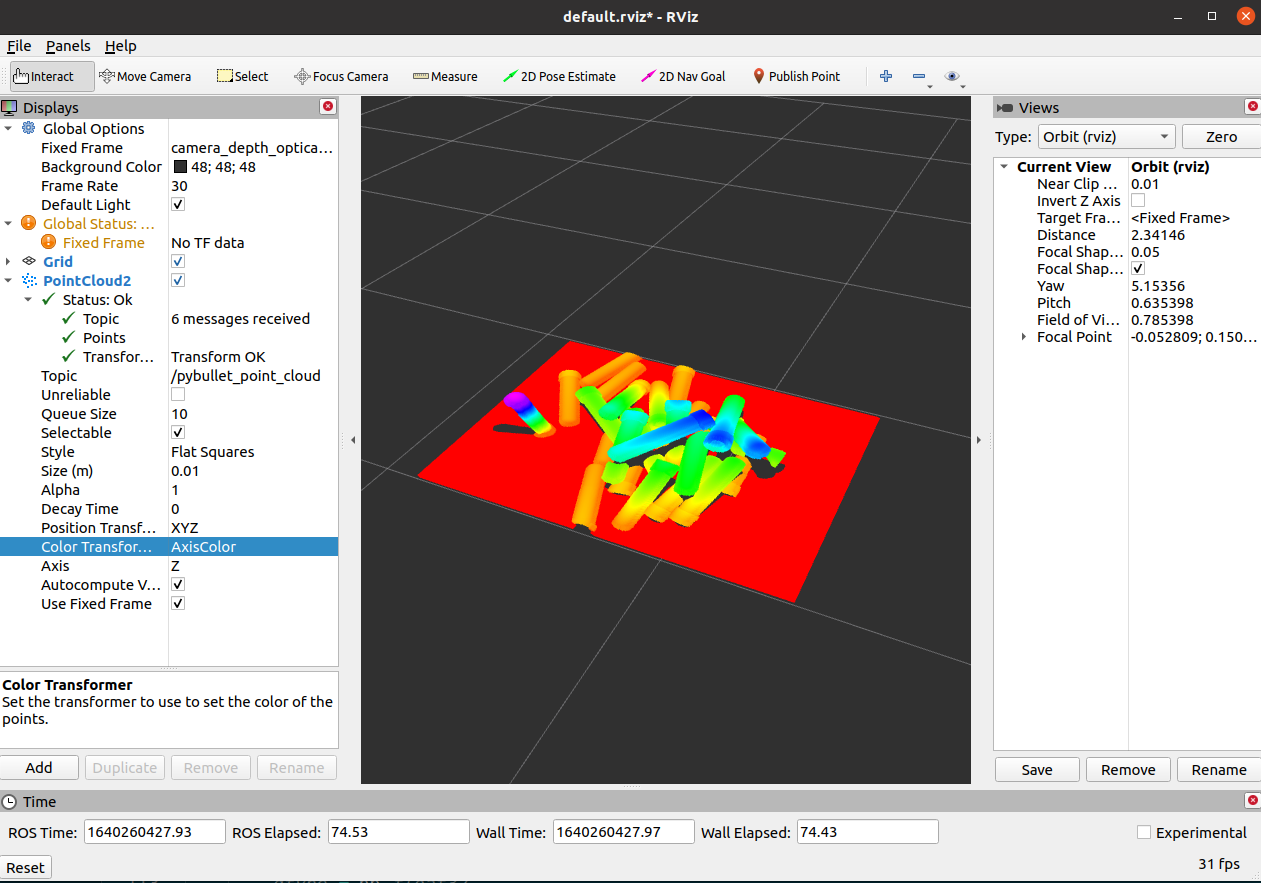 default.rviz* - RViz
File Panels Help
Interact Move Camera Select Focus Camera Measure 2D Pose Estimate 2D Nav Goal Publish Point
Displays
Global Options
Fixed Frame camera_depth_optica...
Background Color 48; 48; 48
Frame Rate 30
Default Light
Global Status: ...
Fixed Frame No TF data
Grid
PointCloud2
Status: Ok
Topic 6 messages received
Points
Transfor... Transform OK
Topic /pybullet_point_cloud
Unreliable
Queue Size 10
Selectable
Style Flat Squares
Size (m) 0.01
Alpha 1
Decay Time 0
Position Transf... XYZ
Color Transfor... AxisColor
Axis Z
Autocompute V...
Use Fixed Frame
Color Transformer
Set the transformer to use to set the color of the
points.
Add Duplicate Remove Rename
Views
Type: Orbit (rviz) Zero
Current View Orbit (rviz)
Near Clip ... 0.01
Invert Z Axis
Target Fra... <Fixed Frame>
Distance 2.34146
Focal Shap... 0.05
Focal Shap...
Yaw 5.15356
Pitch 0.635398
Field of Vi... 0.785398
Focal Point -0.052809; 0.150...
Save Remove Rename
Time
ROS Time: 1640260427.93 ROS Elapsed: 74.53 Wall Time: 1640260427.97 Wall Elapsed: 74.43 Experimental
Reset 31 fps